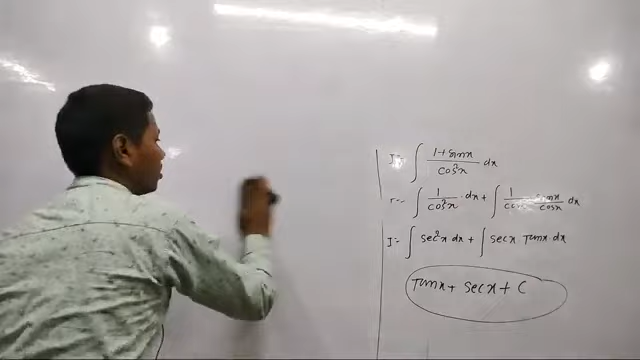 I = ∫ (1+sinx)/(cos²x) dx
I = ∫ 1/(cos²x) · dx + ∫ 1/(cosx) sinx/(cosx) dx
I = ∫ sec²x dx + ∫ secx Tanx dx
Tanx + secx + C